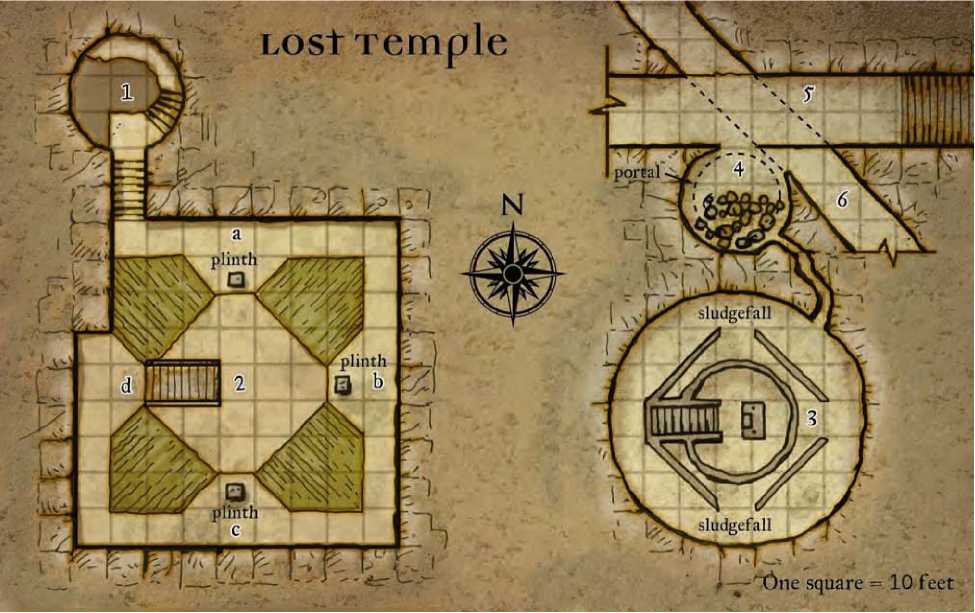 Lost Temple
1
5
4
portal
6
a
plinth
N
sludgefall
plinth
d
2
b
3
plinth
c
sludgefall
One square = 10 feet